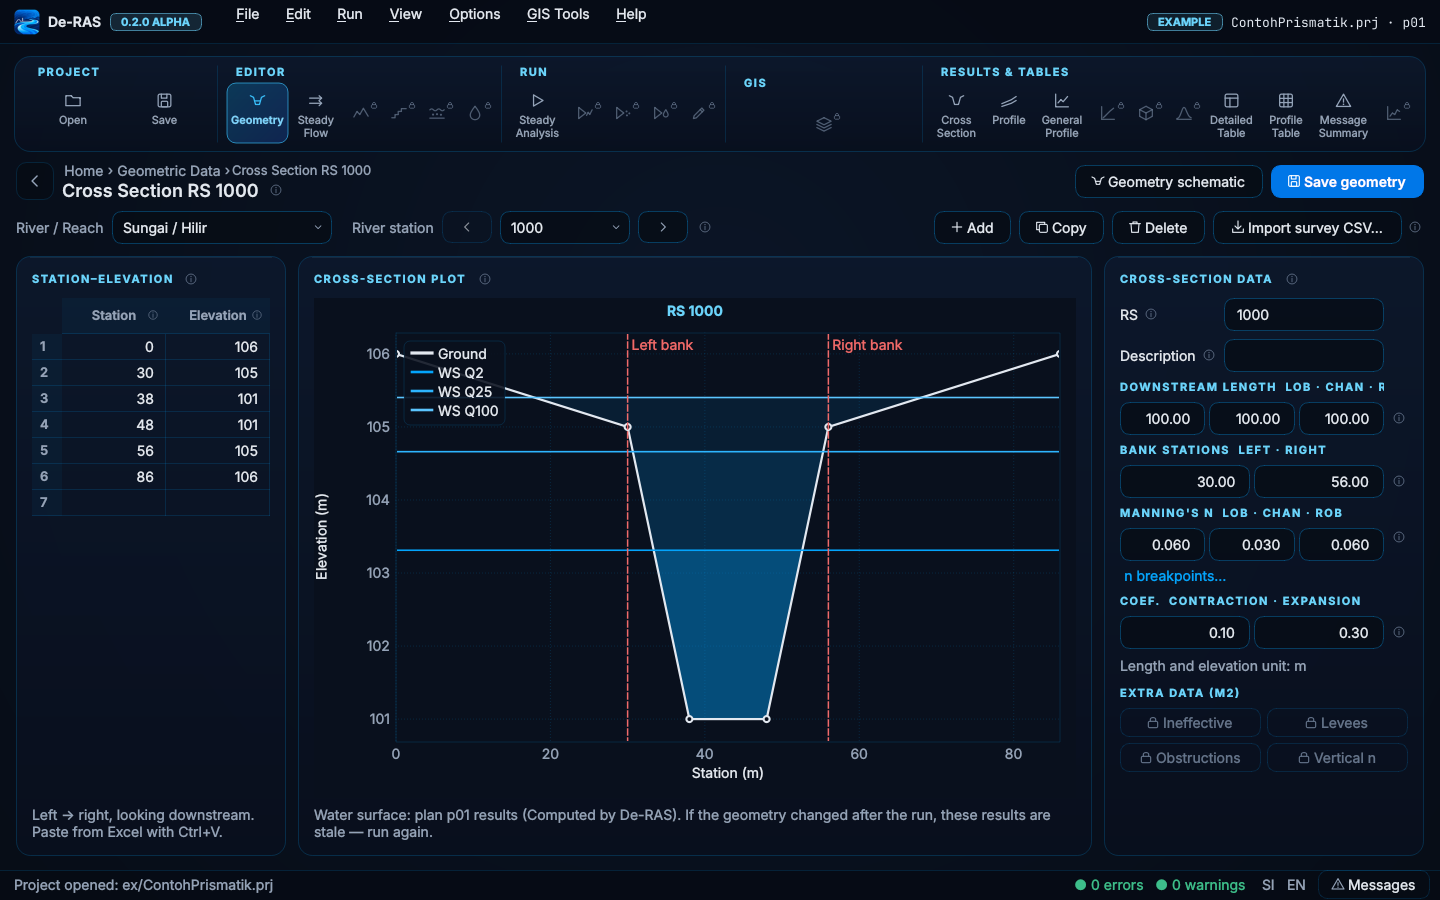 De-RAS 0.2.0 ALPHA File Edit Run View Options GIS Tools Help EXAMPLE ContohPrismatik.prj · p01
PROJECT
Open Save
EDITOR
Geometry Steady Flow
RUN
Steady Analysis
GIS
RESULTS & TABLES
Cross Section Profile General Profile Detailed Table Profile Table Message Summary
Home › Geometric Data › Cross Section RS 1000
Cross Section RS 1000
Geometry schematic Save geometry
River / Reach Sungai / Hilir River station 1000 Add Copy Delete Import survey CSV...
STATION–ELEVATION
Station Elevation
1 0 106
2 30 105
3 38 101
4 48 101
5 56 105
6 86 106
7
Left → right, looking downstream.
Paste from Excel with Ctrl+V.
CROSS-SECTION PLOT
RS 1000
Left bank Right bank
Ground
WS Q2
WS Q25
WS Q100
106
105
104
103
102
101
Elevation (m)
0 20 40 60 80
Station (m)
Water surface: plan p01 results (Computed by De-RAS). If the geometry changed after the run, these results are
stale — run again.
CROSS-SECTION DATA
RS 1000
Description
DOWNSTREAM LENGTH LOB · CHAN · R
100.00 100.00 100.00
BANK STATIONS LEFT · RIGHT
30.00 56.00
MANNING'S N LOB · CHAN · ROB
0.060 0.030 0.060
n breakpoints...
COEF. CONTRACTION · EXPANSION
0.10 0.30
Length and elevation unit: m
EXTRA DATA (M2)
Ineffective Levees
Obstructions Vertical n
Project opened: ex/ContohPrismatik.prj 0 errors 0 warnings SI EN Messages